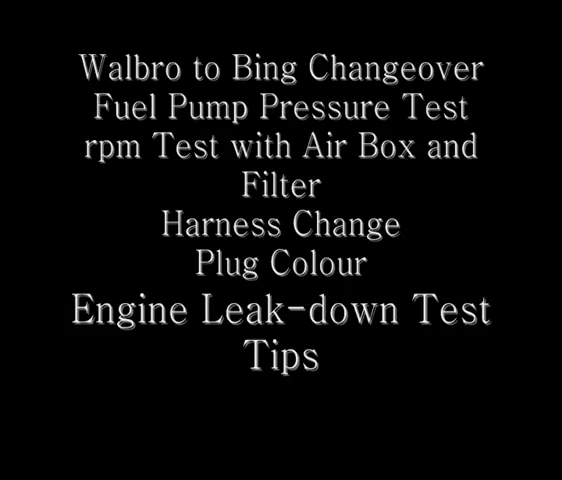 Walbro to Bing Changeover
Fuel Pump Pressure Test
rpm Test with Air Box and
Filter
Harness Change
Plug Colour
Engine Leak-down Test
Tips